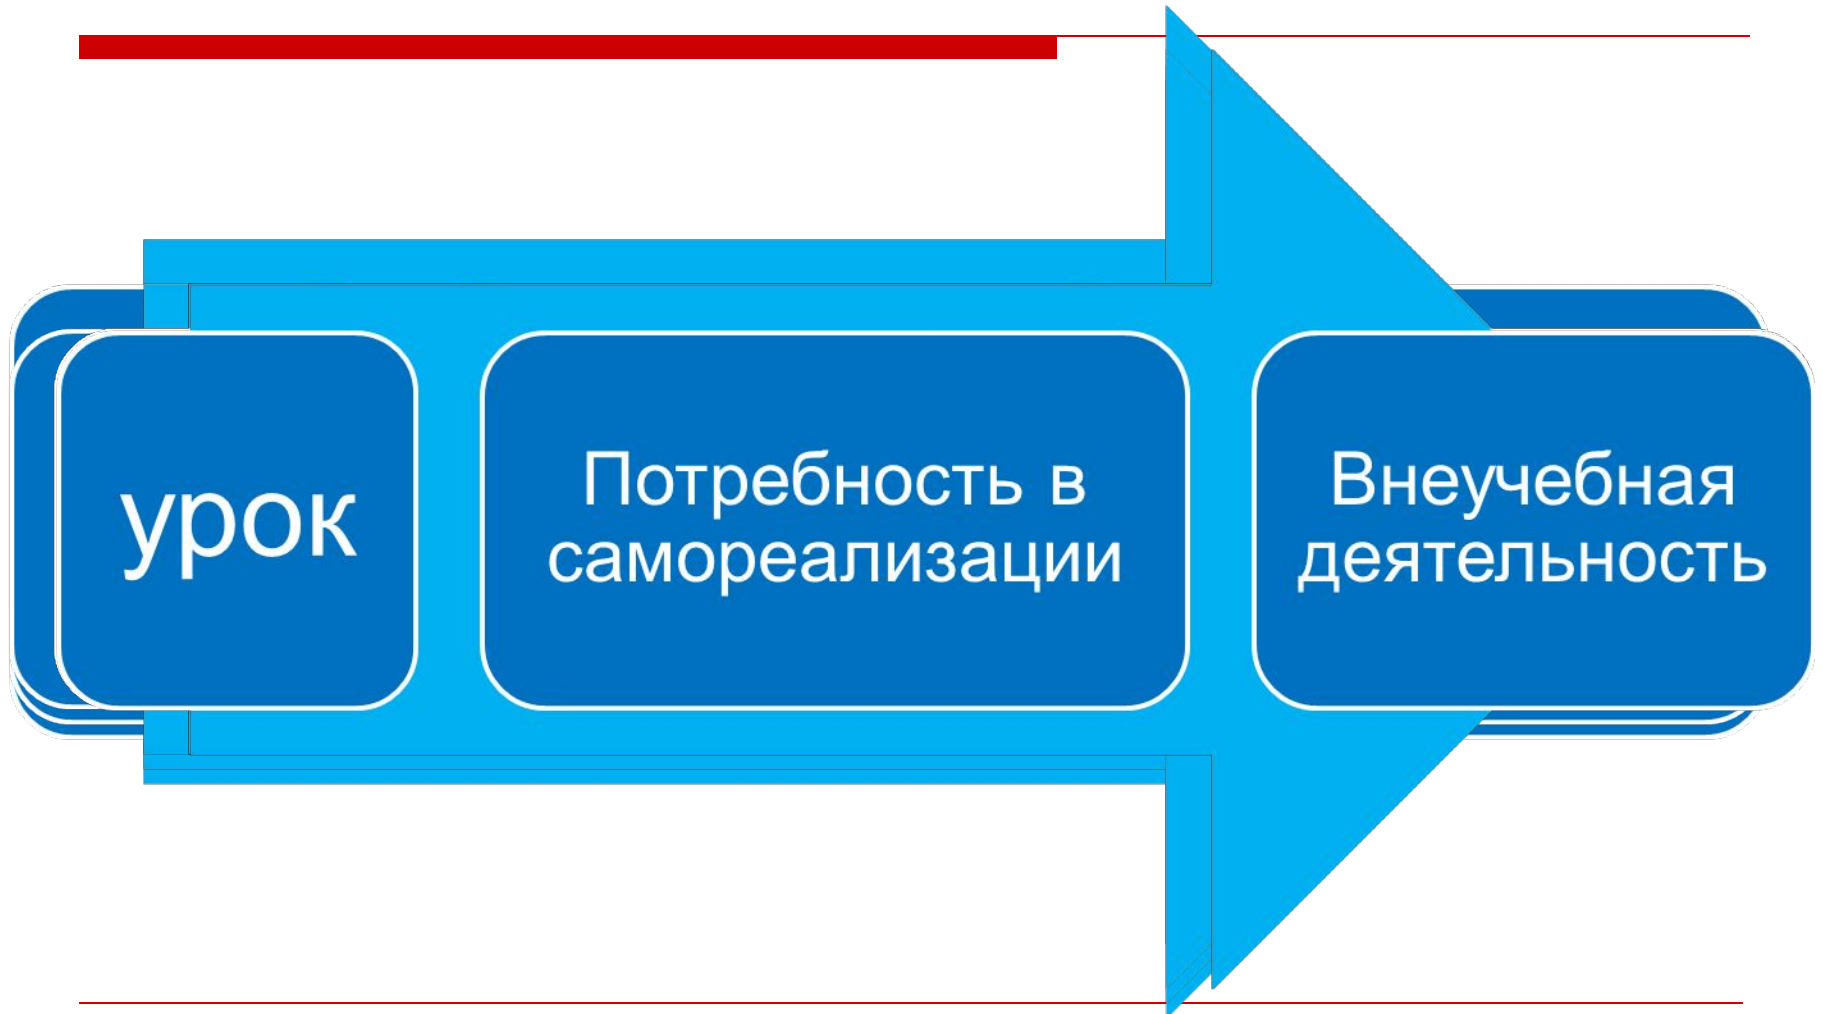 урок
Потребность в
самореализации
Внеучебная
деятельность